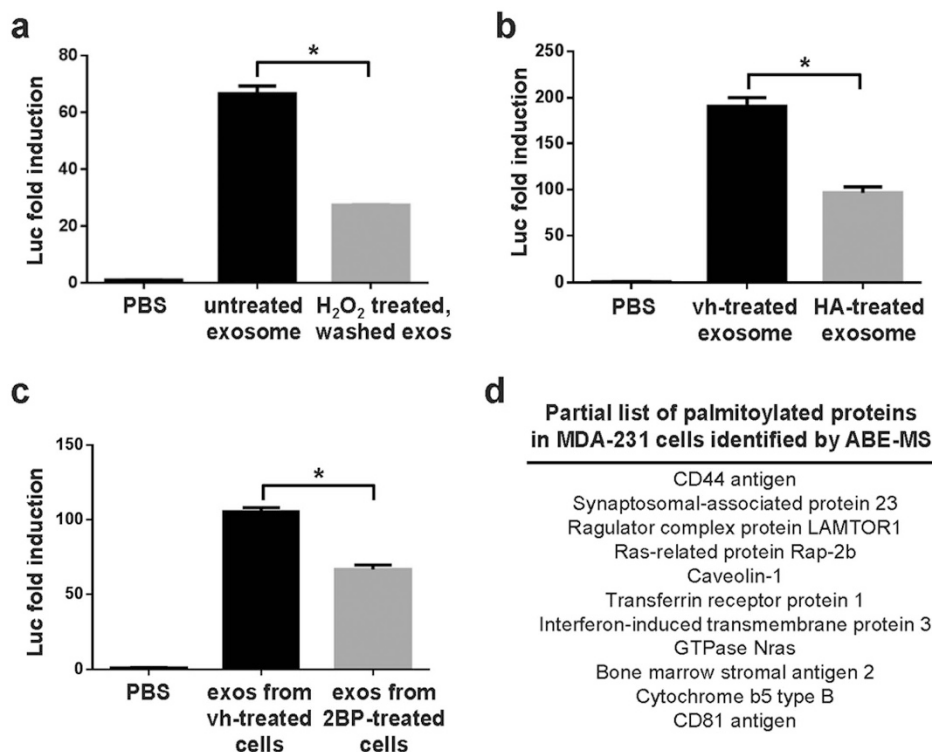 a
Luc fold induction
80
60
40
20
0
*
PBS
untreated
exosome
H₂O₂ treated,
washed exos
b
Luc fold induction
250
200
150
100
50
0
*
PBS
vh-treated
exosome
HA-treated
exosome
c
Luc fold induction
150
100
50
0
*
PBS
exos from
vh-treated
cells
exos from
2BP-treated
cells
d
Partial list of palmitoylated proteins
in MDA-231 cells identified by ABE-MS
CD44 antigen
Synaptosomal-associated protein 23
Ragulator complex protein LAMTOR1
Ras-related protein Rap-2b
Caveolin-1
Transferrin receptor protein 1
Interferon-induced transmembrane protein 3
GTPase Nras
Bone marrow stromal antigen 2
Cytochrome b5 type B
CD81 antigen